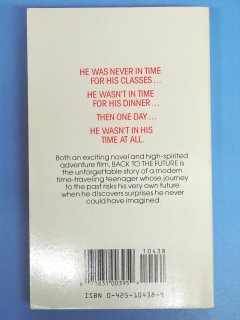 HE WAS NEVER IN TIME
FOR HIS CLASSES...
HE WASN'T IN TIME
FOR HIS DINNER...
THEN ONE DAY...
HE WASN'T IN HIS
TIME AT ALL.
Both an exciting novel and high-spirited
adventure film, BACK TO THE FUTURE is
the unforgettable story of a modern
time-traveling teenager whose journey
to the past risks his very own future
when he discovers surprises he never
could have imagined.
10438
ISBN 0-425-10438-9